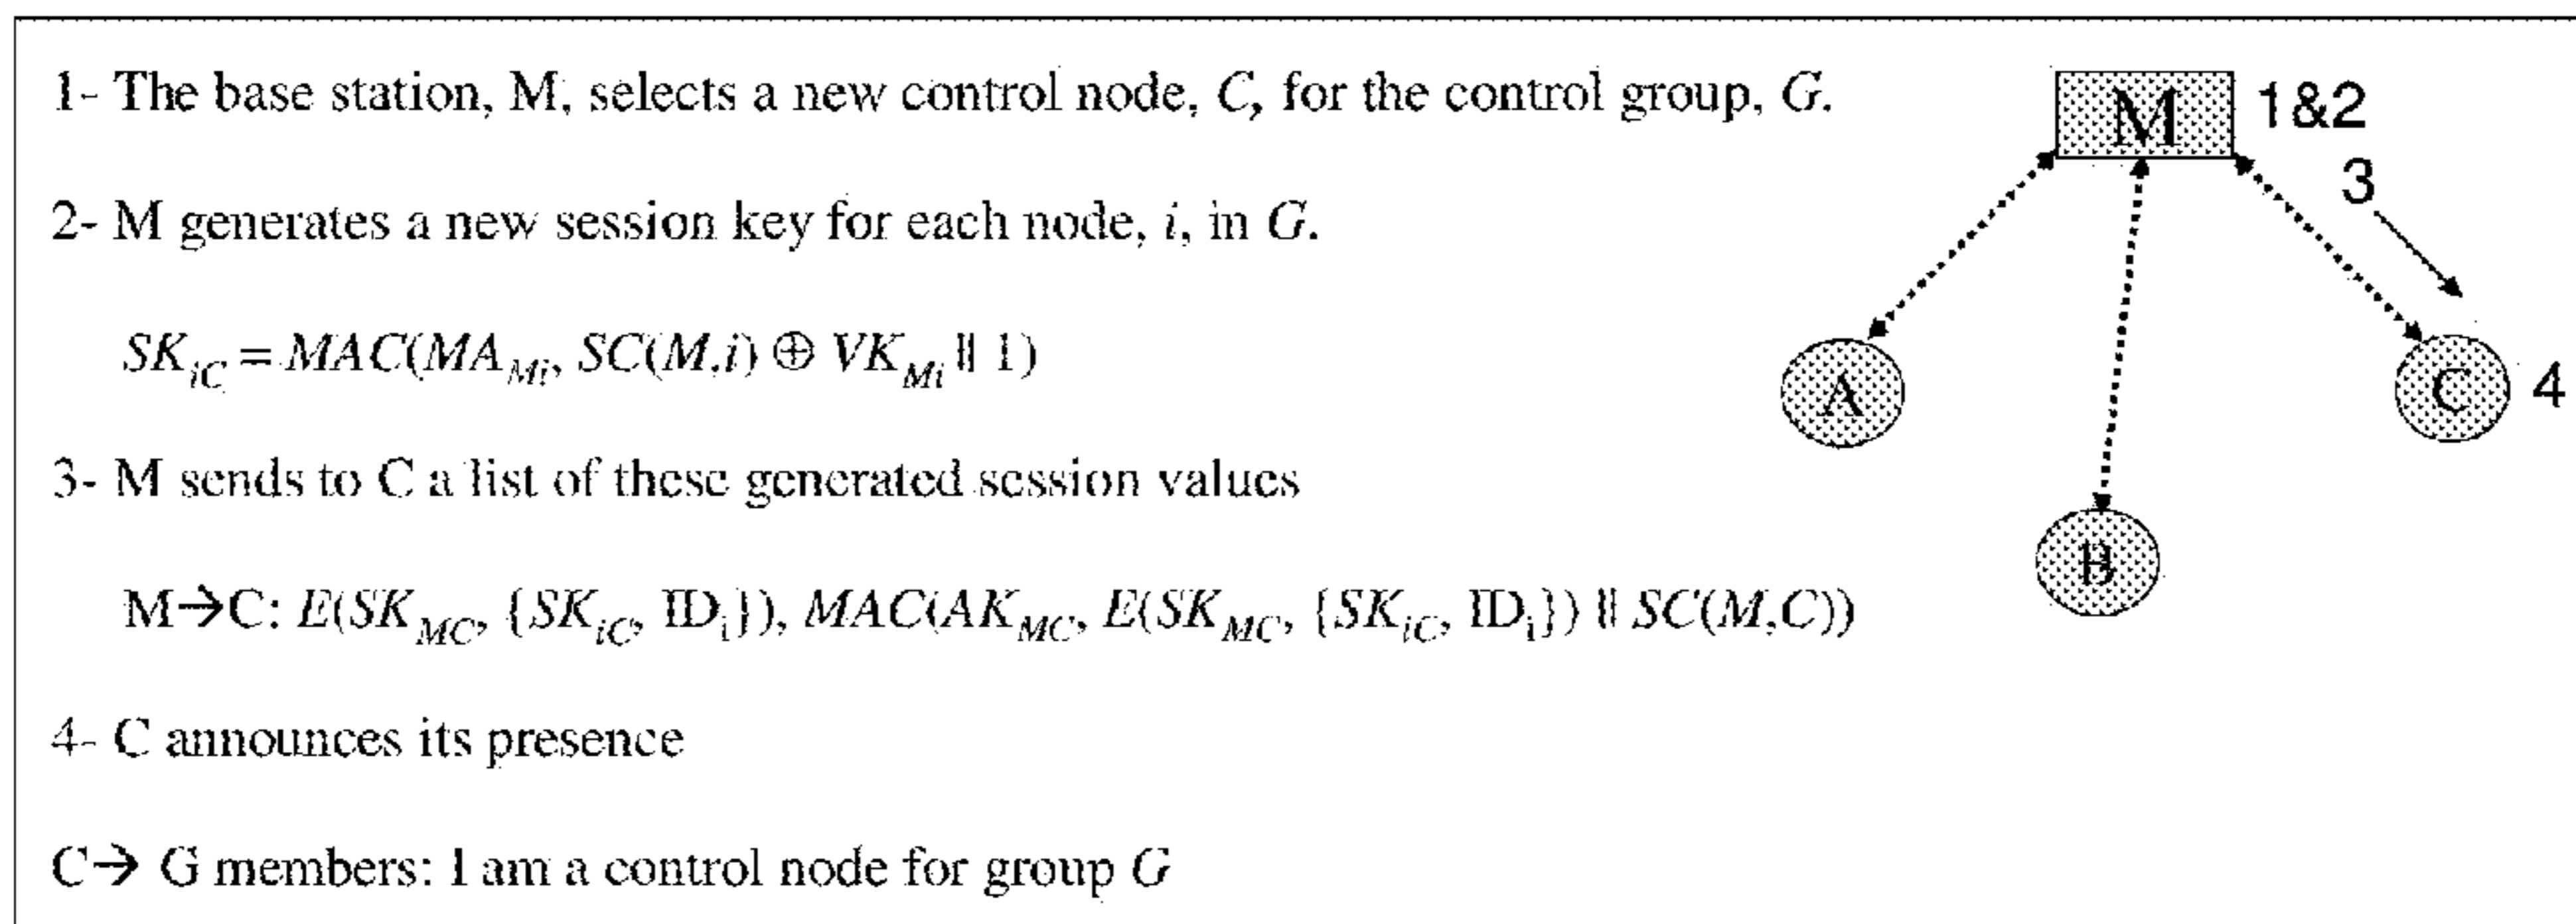 1- The base station, M, selects a new control node, C, for the control group, G.
2- M generates a new session key for each node, i, in G.
SK_iC = MAC(MA_Mi, SC(M,i) ⊕ VK_Mi || 1)
3- M sends to C a list of these generated session values
M→C: E(SK_MC, {SK_iC, ID_i}), MAC(AK_MC, E(SK_MC, {SK_iC, ID_i}) || SC(M,C))
4- C announces its presence
C→ G members: I am a control node for group G
M 1&2
3
A
C 4
B